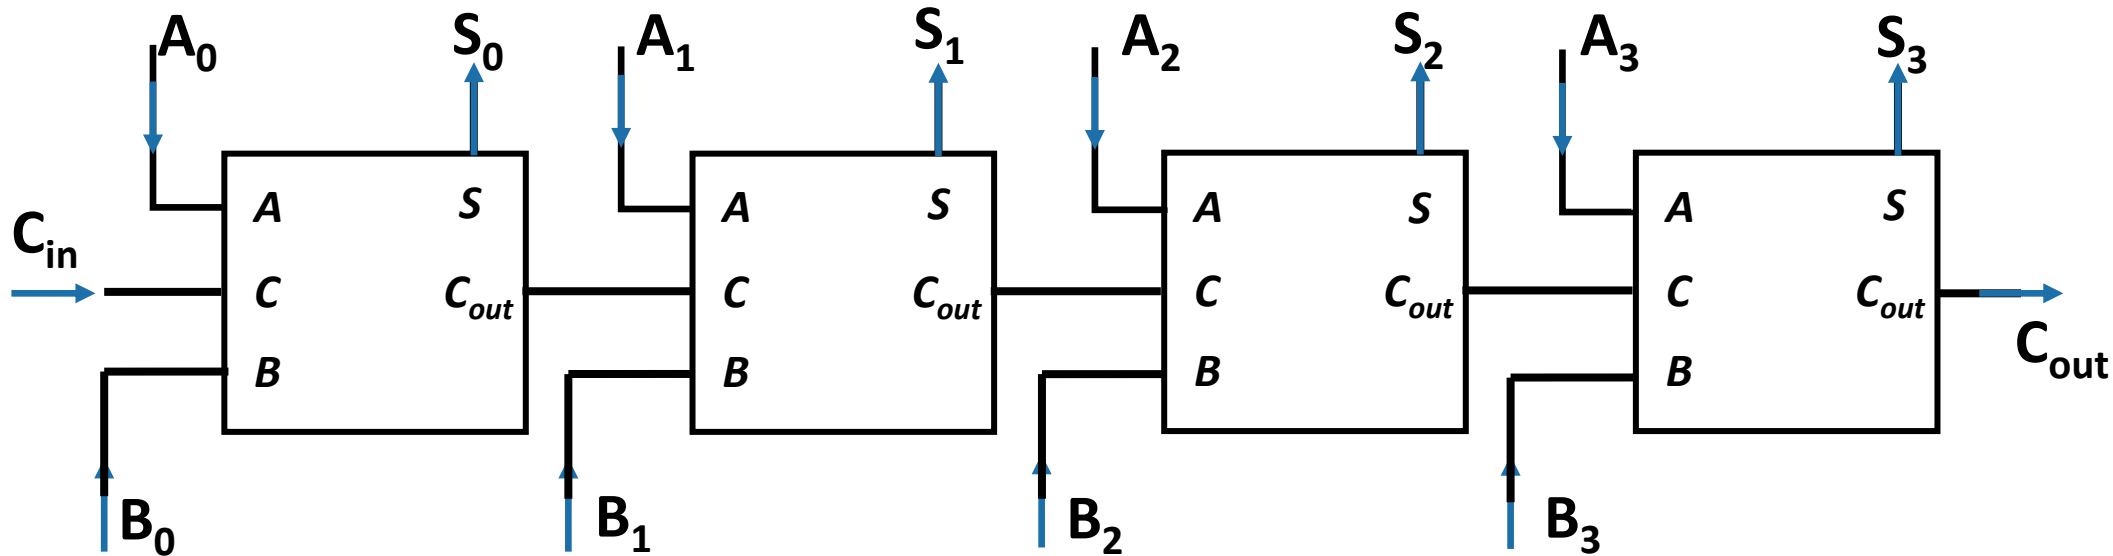 A0 S0 A1 S1 A2 S2 A3 S3
A S A S A S A S
Cin C Cout C Cout C Cout C Cout Cout
B B B B
B0 B1 B2 B3